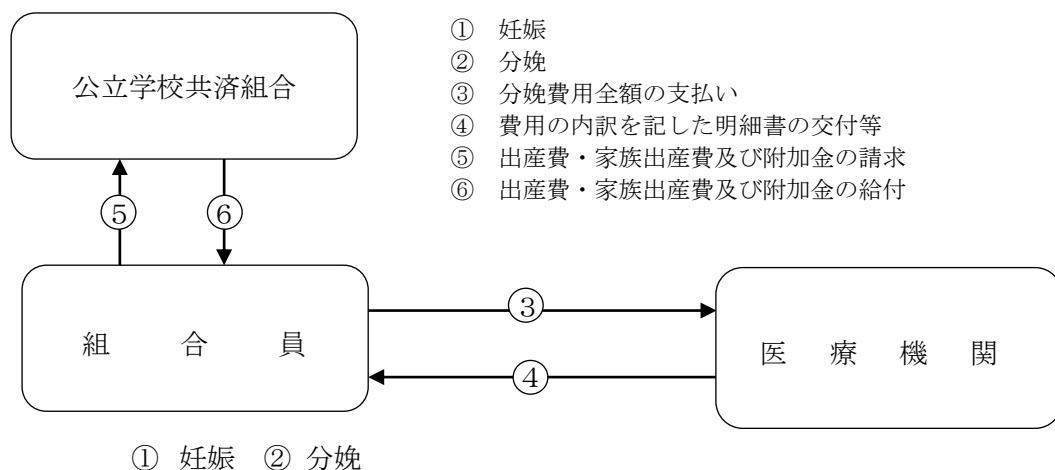 公立学校共済組合
① 妊娠
② 分娩
③ 分娩費用全額の支払い
④ 費用の内訳を記した明細書の交付等
⑤ 出産費・家族出産費及び附加金の請求
⑥ 出産費・家族出産費及び附加金の給付
⑤ ⑥
組 合 員
③
④
医 療 機 関
① 妊娠 ② 分娩